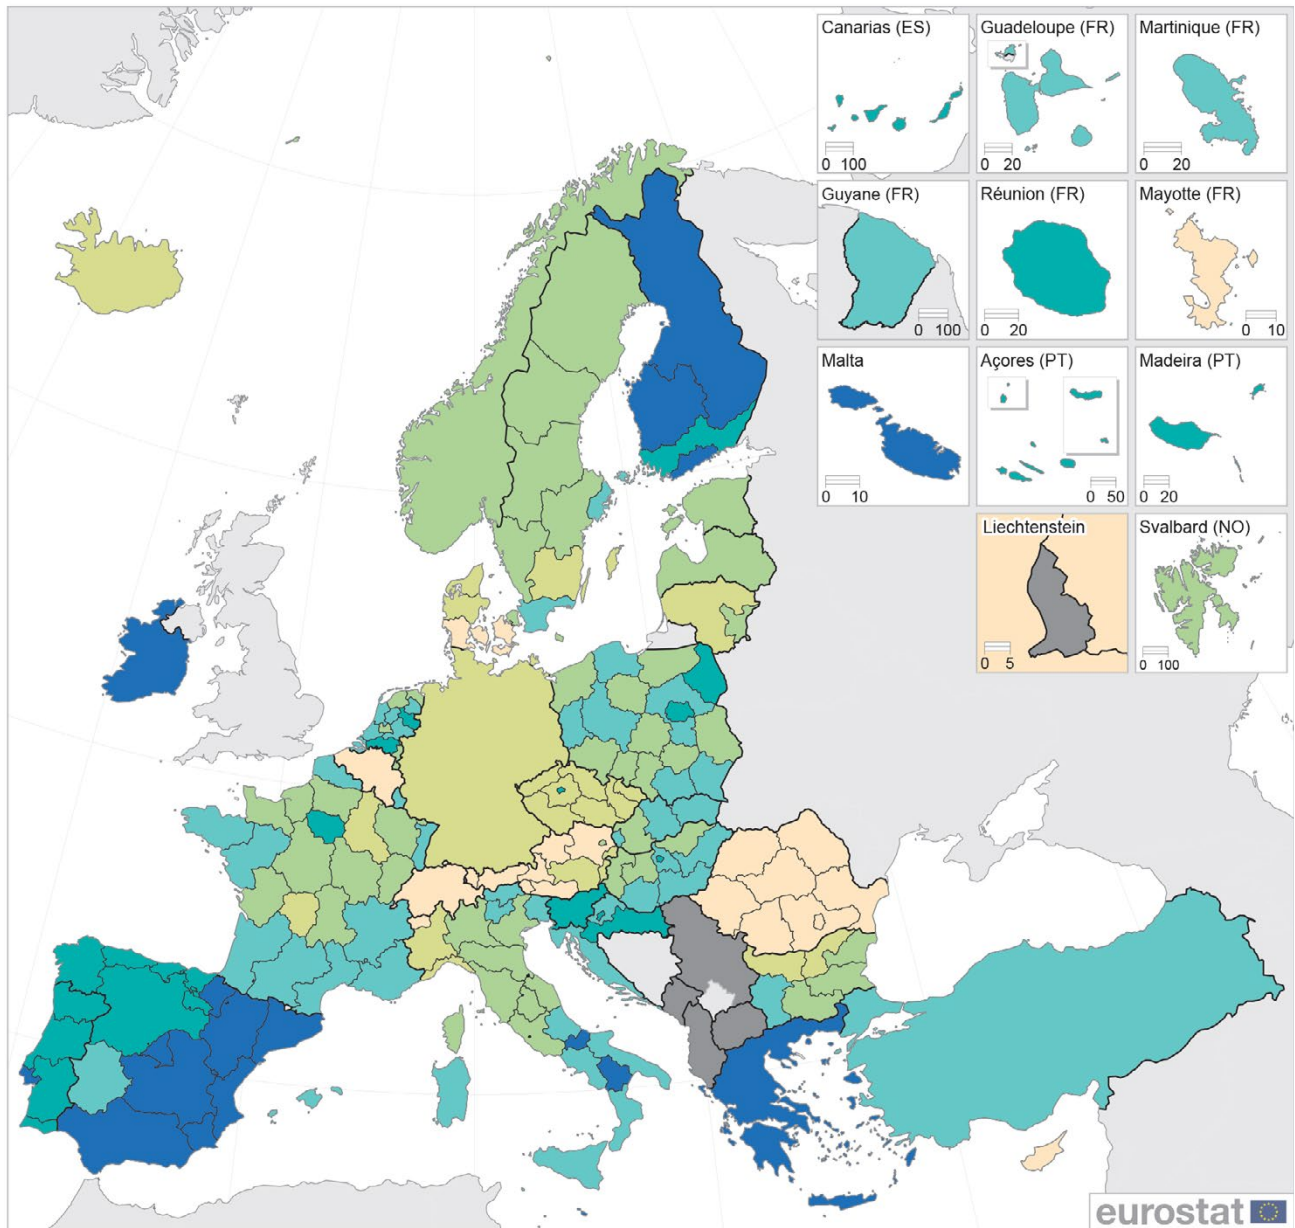 Canarias (ES)
0 100
Guadeloupe (FR)
0 20
Martinique (FR)
0 20
Guyane (FR)
0 100
Réunion (FR)
0 20
Mayotte (FR)
0 10
Malta
0 10
Açores (PT)
0 50
Madeira (PT)
0 20
Liechtenstein
0 5
Svalbard (NO)
0 100
eurostat